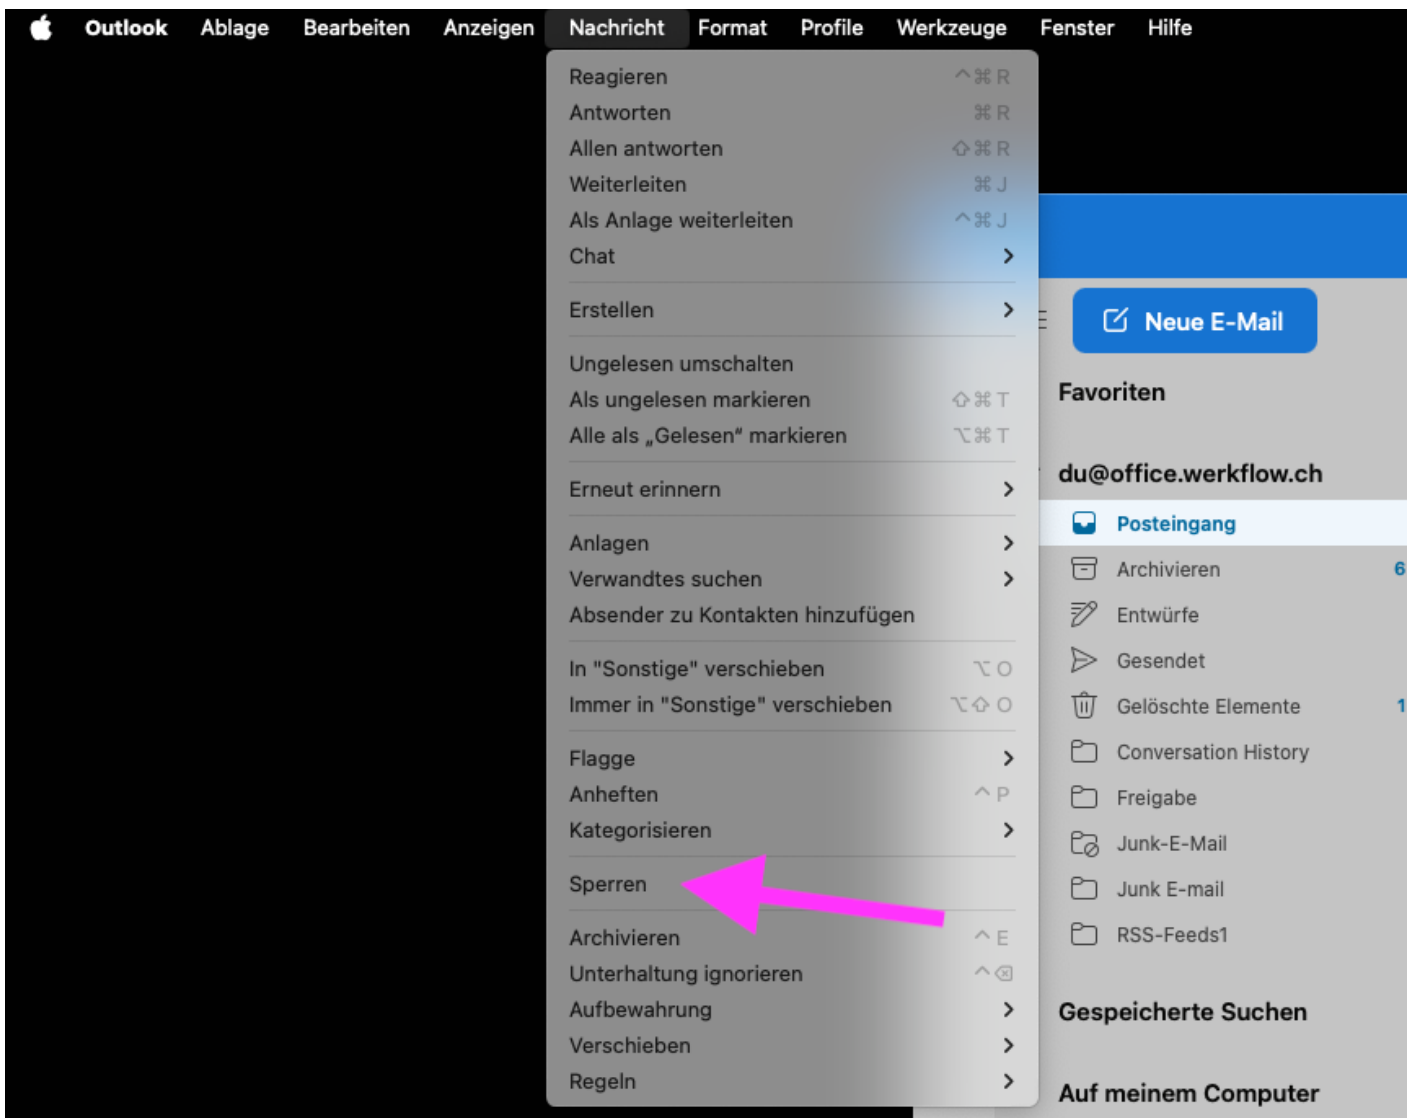 Outlook Ablage Bearbeiten Anzeigen Nachricht Format Profile Werkzeuge Fenster Hilfe
Reagieren ^⌘R
Antworten ⌘R
Allen antworten ⇧⌘R
Weiterleiten ⌘J
Als Anlage weiterleiten ^⌘J
Chat
Erstellen
Ungelesen umschalten
Als ungelesen markieren ⇧⌘T
Alle als „Gelesen“ markieren ⌥⌘T
Erneut erinnern
Anlagen
Verwandtes suchen
Absender zu Kontakten hinzufügen
In "Sonstige" verschieben ⌥O
Immer in "Sonstige" verschieben ⌥⇧O
Flagge
Anheften ^P
Kategorisieren
Sperren
Archivieren ^E
Unterhaltung ignorieren ^⌫
Aufbewahrung
Verschieben
Regeln
Neue E-Mail
Favoriten
du@office.werkflow.ch
Posteingang
Archivieren 6
Entwürfe
Gesendet
Gelöschte Elemente 1
Conversation History
Freigabe
Junk-E-Mail
Junk E-mail
RSS-Feeds1
Gespeicherte Suchen
Auf meinem Computer